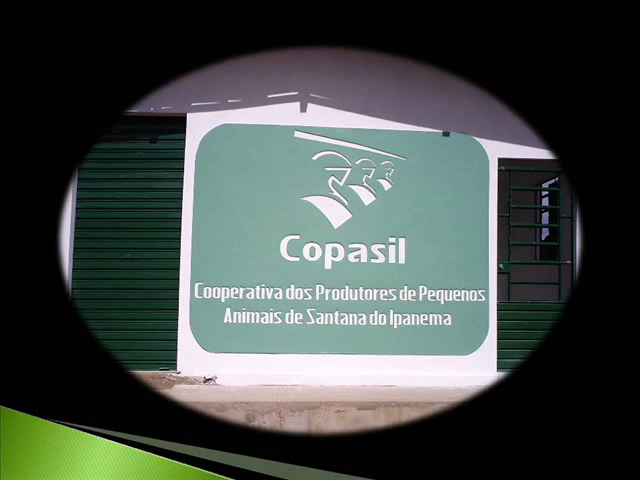 Copasil
Cooperativa dos Produtores de Pequenos
Animais de Santana do Ipanema